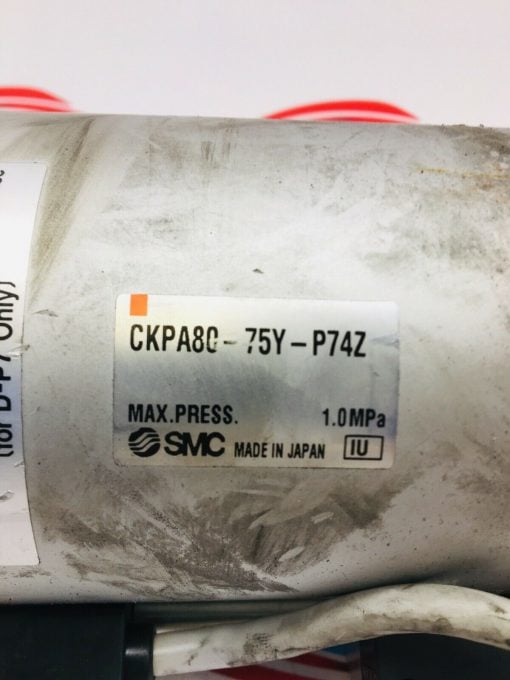 (for D-P7 Only)
CKPA80-75Y-P74Z
MAX.PRESS. 1.0MPa
SMC MADE IN JAPAN IU